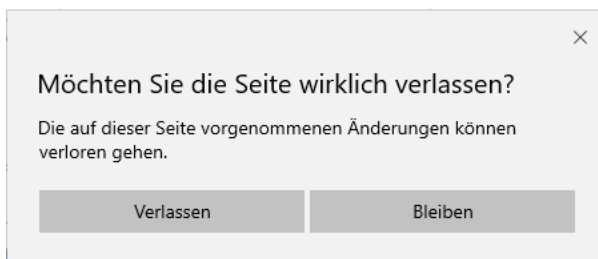 Möchten Sie die Seite wirklich verlassen?
Die auf dieser Seite vorgenommenen Änderungen können
verloren gehen.
Verlassen
Bleiben